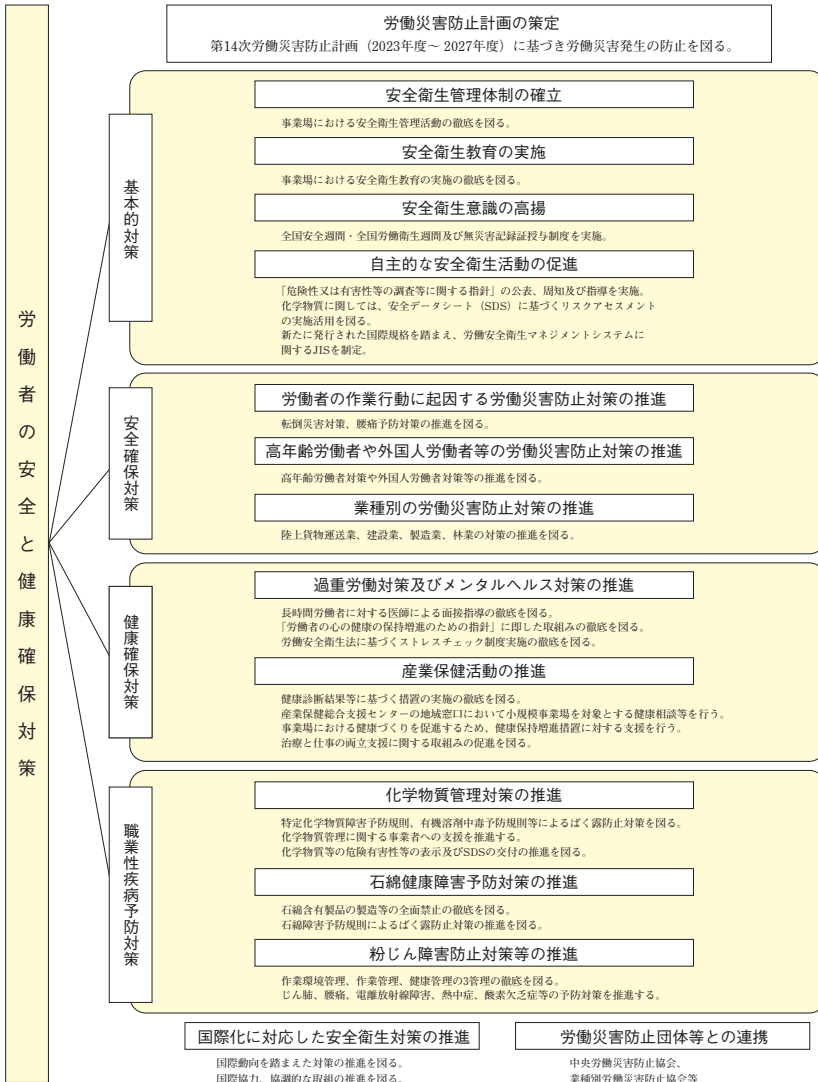 労働者の安全と健康確保対策
労働災害防止計画の策定
第14次労働災害防止計画（2023年度～2027年度）に基づき労働災害発生の防止を図る。
基本的対策
安全衛生管理体制の確立
事業場における安全衛生管理活動の徹底を図る。
安全衛生教育の実施
事業場における安全衛生教育の実施の徹底を図る。
安全衛生意識の高揚
全国安全週間・全国労働衛生週間及び無災害記録証授与制度を実施。
自主的な安全衛生活動の促進
「危険性又は有害性等の調査等に関する指針」の公表、周知及び指導を実施。
化学物質に関しては、安全データシート（SDS）に基づくリスクアセスメント
の実施活用を図る。
新たに発行された国際規格を踏まえ、労働安全衛生マネジメントシステムに
関するJISを制定。
安全確保対策
労働者の作業行動に起因する労働災害防止対策の推進
転倒災害対策、腰痛予防対策の推進を図る。
高年齢労働者や外国人労働者等の労働災害防止対策の推進
高年齢労働者対策や外国人労働者対策等の推進を図る。
業種別の労働災害防止対策の推進
陸上貨物運送業、建設業、製造業、林業の対策の推進を図る。
健康確保対策
過重労働対策及びメンタルヘルス対策の推進
長時間労働者に対する医師による面接指導の徹底を図る。
「労働者の心の健康の保持増進のための指針」に即した取組みの徹底を図る。
労働安全衛生法に基づくストレスチェック制度実施の徹底を図る。
産業保健活動の推進
健康診断結果等に基づく措置の実施の徹底を図る。
産業保健総合支援センターの地域窓口において小規模事業場を対象とする健康相談等を行う。
事業場における健康づくりを促進するため、健康保持増進措置に対する支援を行う。
治療と仕事の両立支援に関する取組みの促進を図る。
職業性疾病予防対策
化学物質管理対策の推進
特定化学物質障害予防規則、有機溶剤中毒予防規則等によるばく露防止対策を図る。
化学物質管理に関する事業者への支援を推進する。
化学物質等の危険有害性等の表示及びSDSの交付の推進を図る。
石綿健康障害予防対策の推進
石綿含有製品の製造等の全面禁止の徹底を図る。
石綿障害予防規則によるばく露防止対策の推進を図る。
粉じん障害防止対策等の推進
作業環境管理、作業管理、健康管理の3管理の徹底を図る。
じん肺、腰痛、電離放射線障害、熱中症、酸素欠乏症等の予防対策を推進する。
国際化に対応した安全衛生対策の推進
国際動向を踏まえた対策の推進を図る。
国際協力、協調的な取組の推進を図る。
労働災害防止団体等との連携
中央労働災害防止協会、
業種別労働災害防止協会等